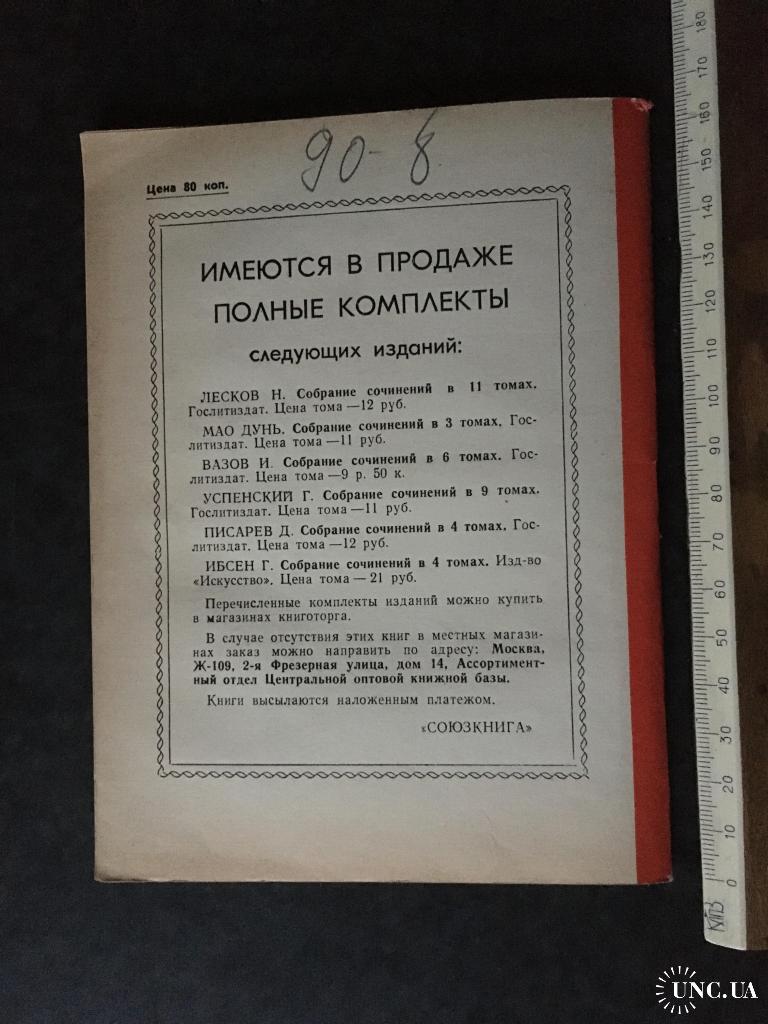 90-8
Цена 80 коп.
ИМЕЮТСЯ В ПРОДАЖЕ
ПОЛНЫЕ КОМПЛЕКТЫ
следующих изданий:
ЛЕСКОВ Н. Собрание сочинений в 11 томах.
Гослитиздат. Цена тома —12 руб.
МАО ДУНЬ. Собрание сочинений в 3 томах. Гос-
литиздат. Цена тома —11 руб.
ВАЗОВ И. Собрание сочинений в 6 томах. Гос-
литиздат. Цена тома —9 р. 50 к.
УСПЕНСКИЙ Г. Собрание сочинений в 9 томах.
Гослитиздат. Цена тома —11 руб.
ПИСАРЕВ Д. Собрание сочинений в 4 томах. Гос-
литиздат. Цена тома —12 руб.
ИБСЕН Г. Собрание сочинений в 4 томах. Изд-во
«Искусство». Цена тома — 21 руб.
Перечисленные комплекты изданий можно купить
в магазинах книготорга.
В случае отсутствия этих книг в местных магази-
нах заказ можно направить по адресу: Москва,
Ж-109, 2-я Фрезерная улица, дом 14, Ассортимент-
ный отдел Центральной оптовой книжной базы.
Книги высылаются наложенным платежом.
«СОЮЗКНИГА»
180
170
160
150
140
130
120
110
100
90
80
70
60
50
40
30
20
10
0
UNC.UA